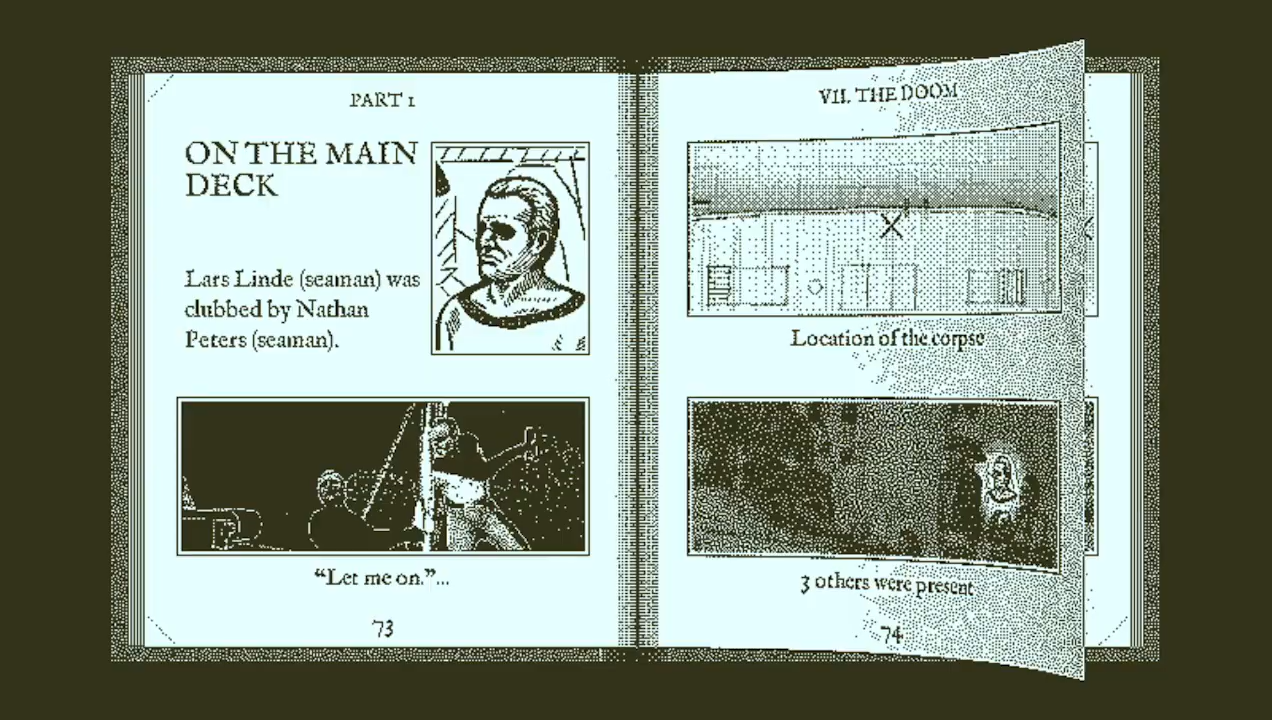 PART 1
ON THE MAIN
DECK
Lars Linde (seaman) was
clubbed by Nathan
Peters (seaman).
“Let me on.”...
73
VII. THE DOOM
Location of the corpse
3 others were present
74